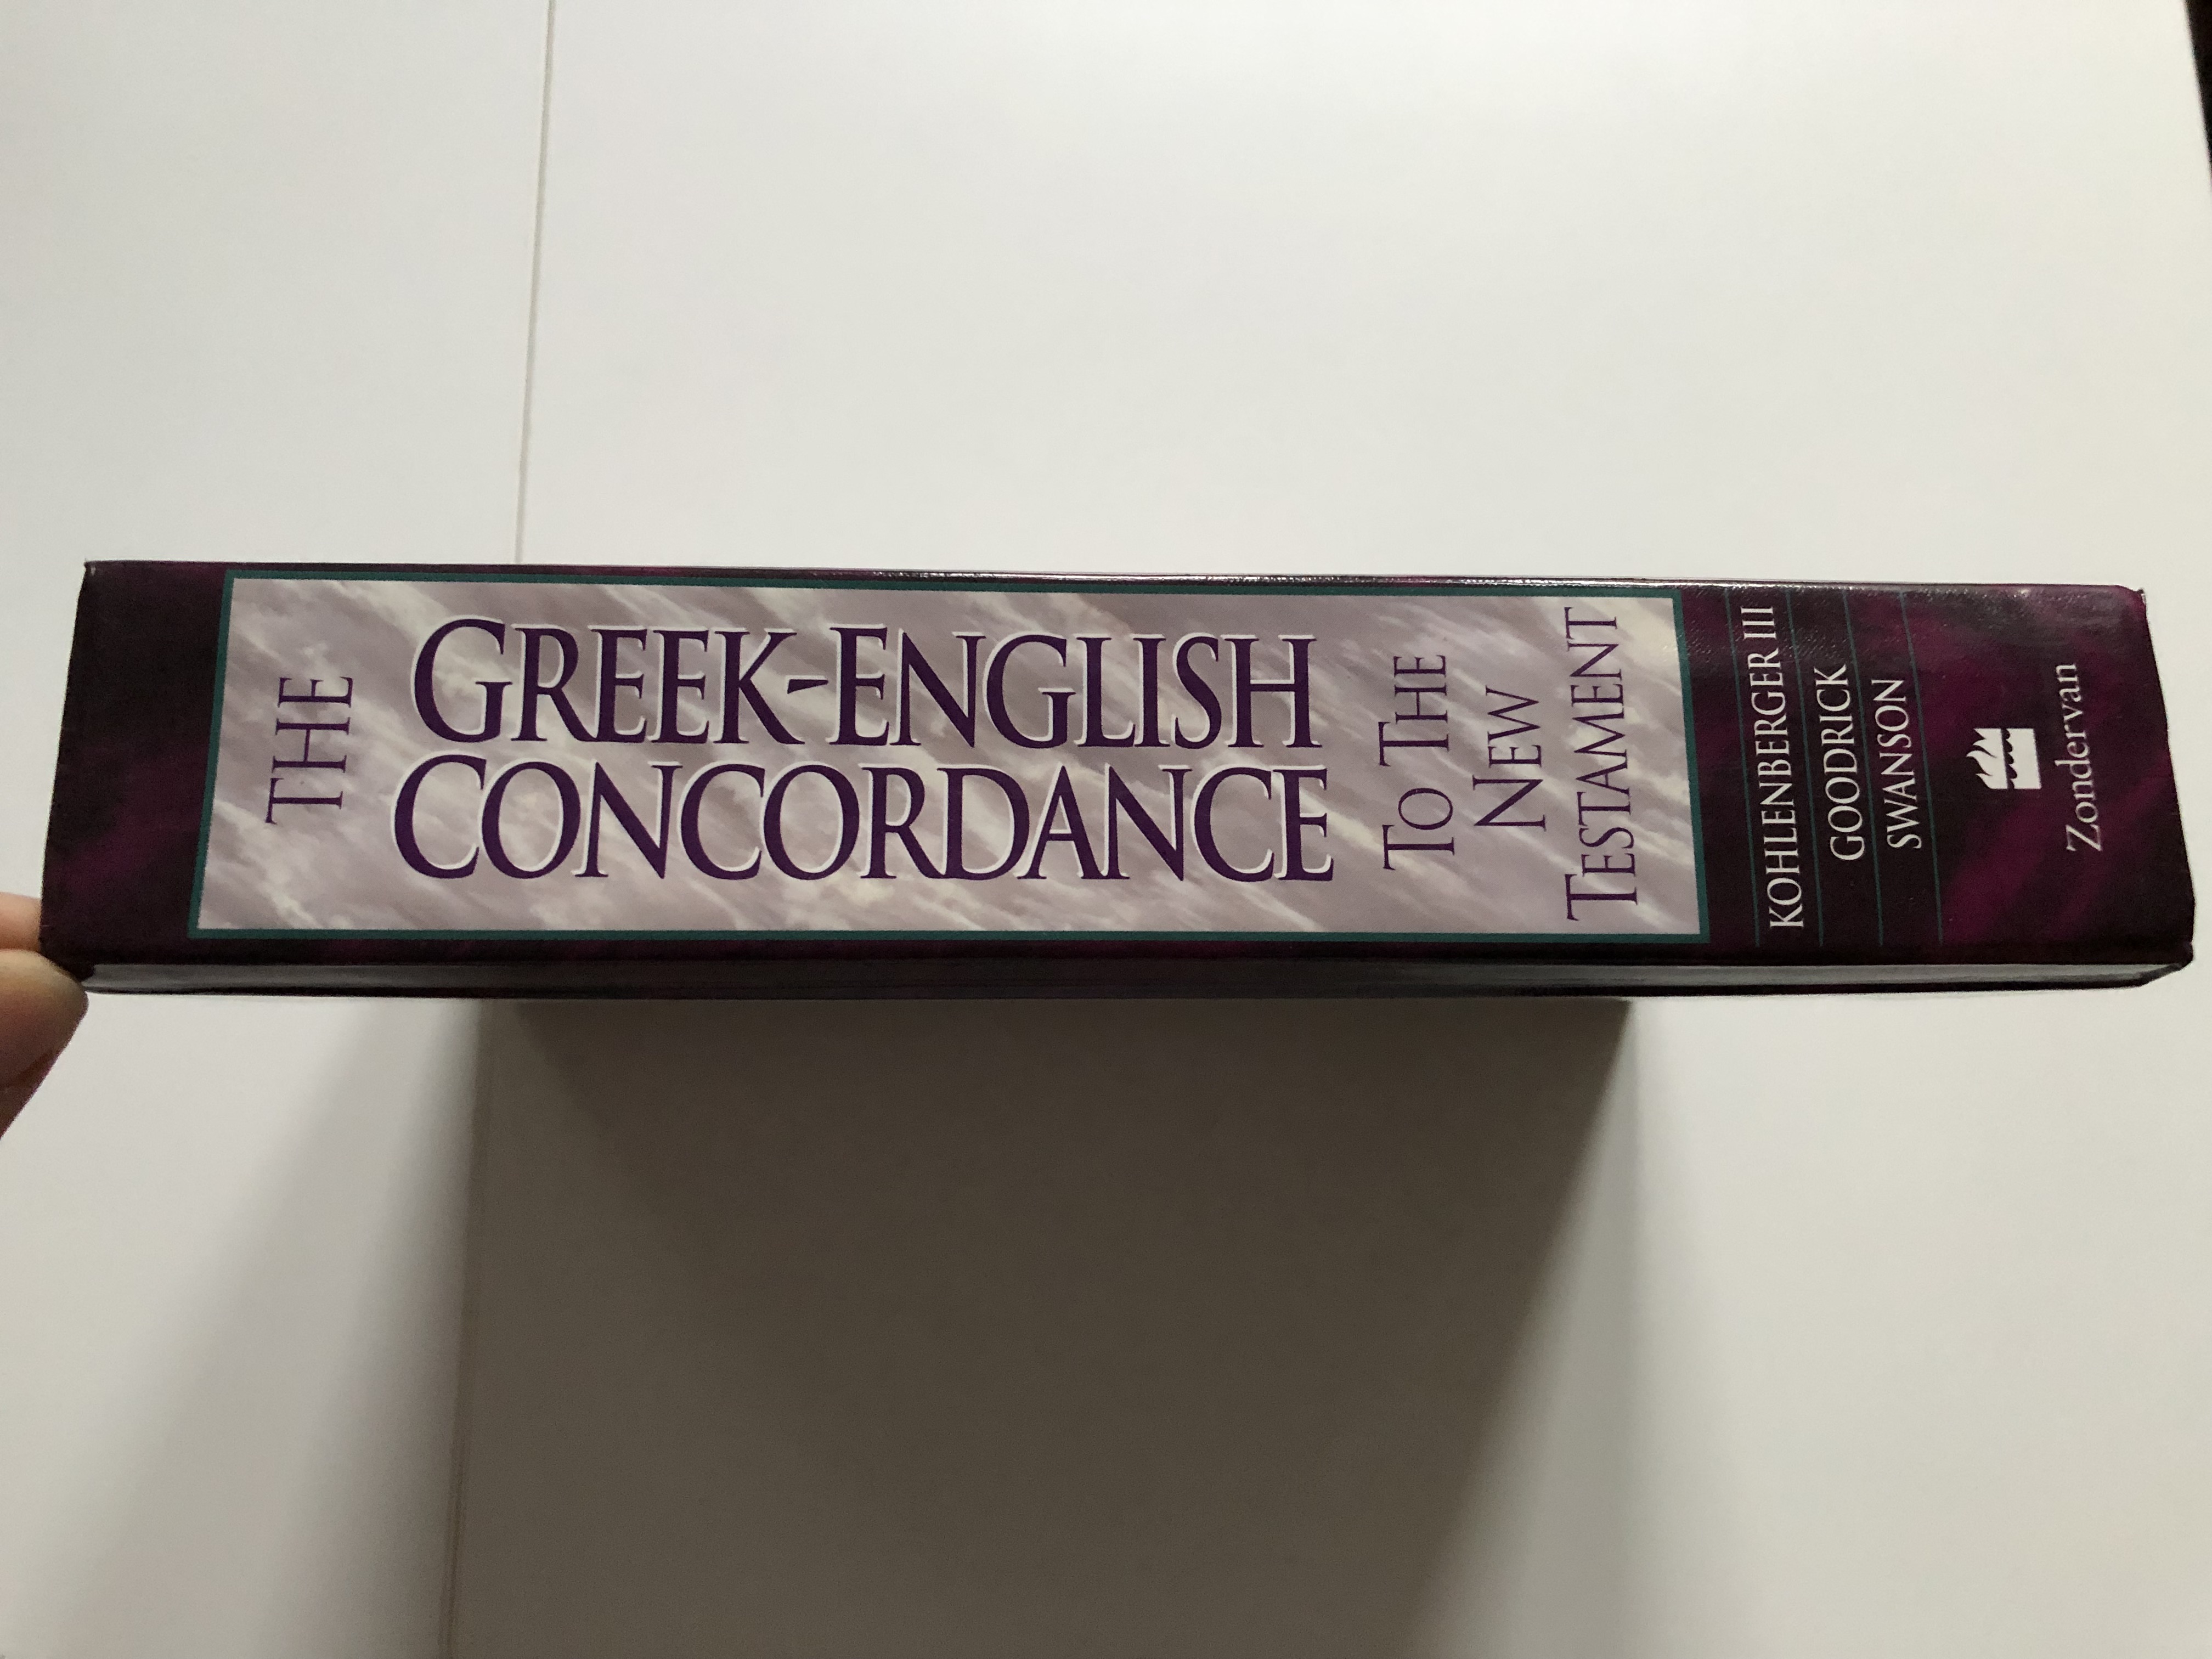 THE
GREEK-ENGLISH
CONCORDANCE
TO THE
NEW
TESTAMENT
KOHLENBERGER III
GOODRICK
SWANSON
Zondervan